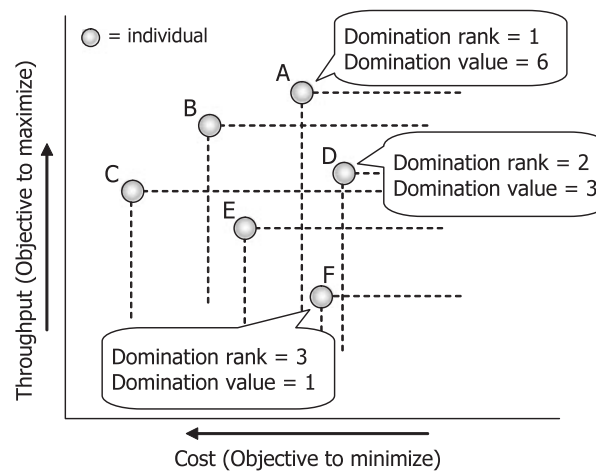 = individual
Domination rank = 1
Domination value = 6
A
B
C
D
Domination rank = 2
Domination value = 3
E
F
Domination rank = 3
Domination value = 1
Throughput (Objective to maximize)
Cost (Objective to minimize)